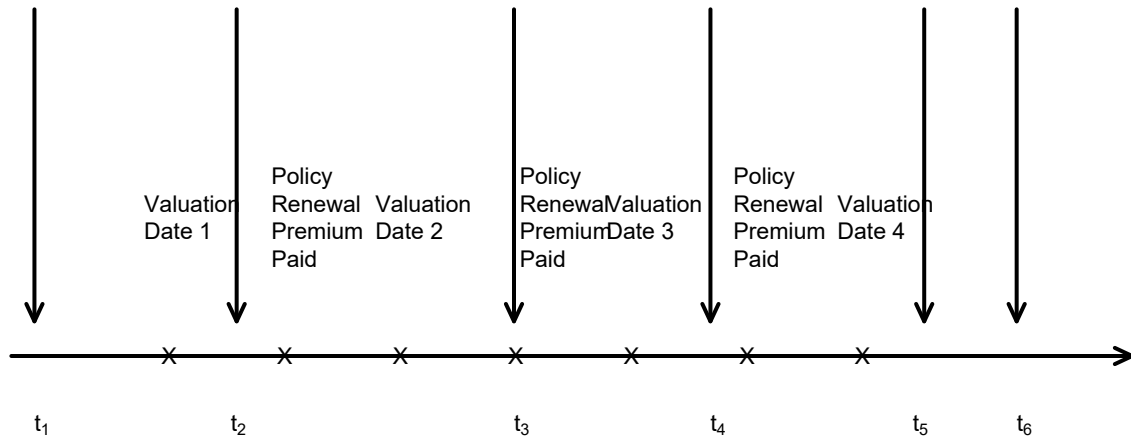 Valuation
Date 1
Policy
Renewal
Premium
Paid
Valuation
Date 2
Policy
Renewal
Premium
Paid
Valuation
Date 3
Policy
Renewal
Premium
Paid
Valuation
Date 4
X X X X X X X
t₁ t₂ t₃ t₄ t₅ t₆